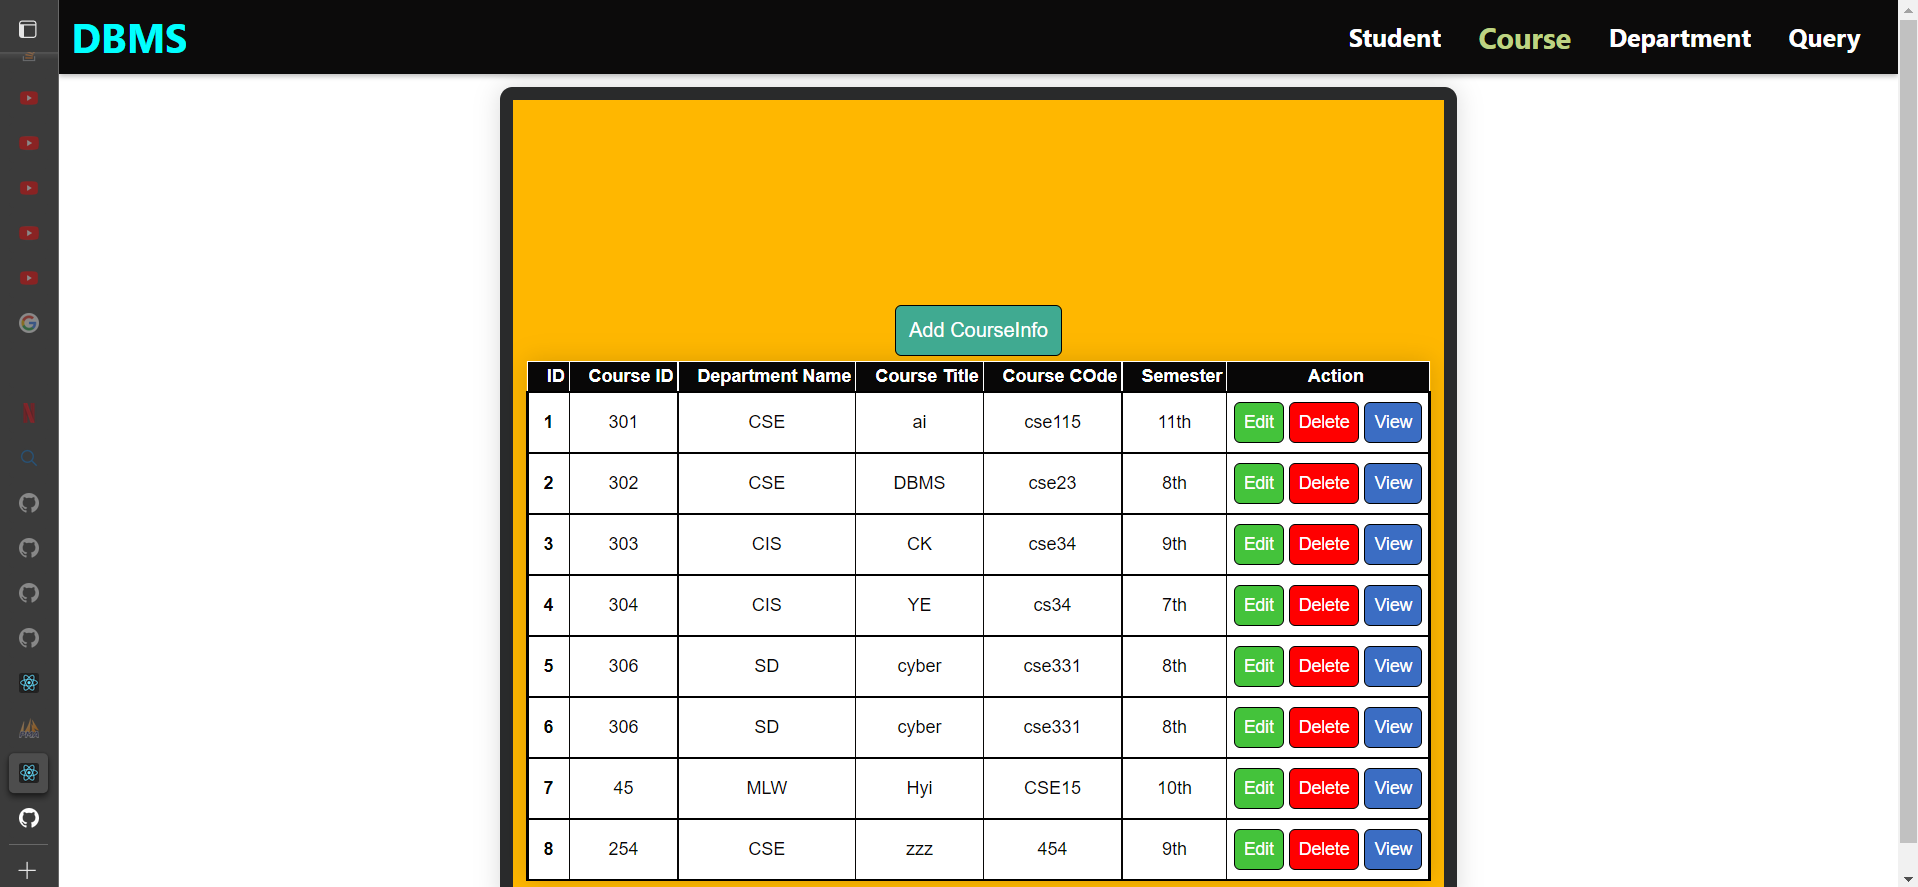 DBMS Student Course Department Query
Add CourseInfo
ID Course ID Department Name Course Title Course COde Semester Action
1 301 CSE ai cse115 11th Edit Delete View
2 302 CSE DBMS cse23 8th Edit Delete View
3 303 CIS CK cse34 9th Edit Delete View
4 304 CIS YE cs34 7th Edit Delete View
5 306 SD cyber cse331 8th Edit Delete View
6 306 SD cyber cse331 8th Edit Delete View
7 45 MLW Hyi CSE15 10th Edit Delete View
8 254 CSE zzz 454 9th Edit Delete View